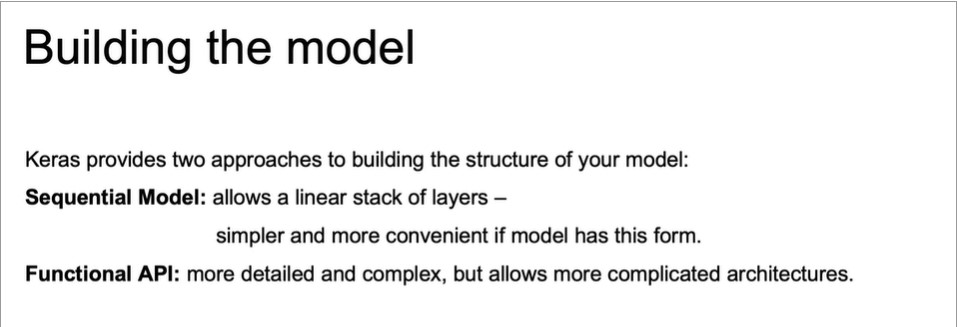 Building the model
Keras provides two approaches to building the structure of your model:
Sequential Model: allows a linear stack of layers –
simpler and more convenient if model has this form.
Functional API: more detailed and complex, but allows more complicated architectures.